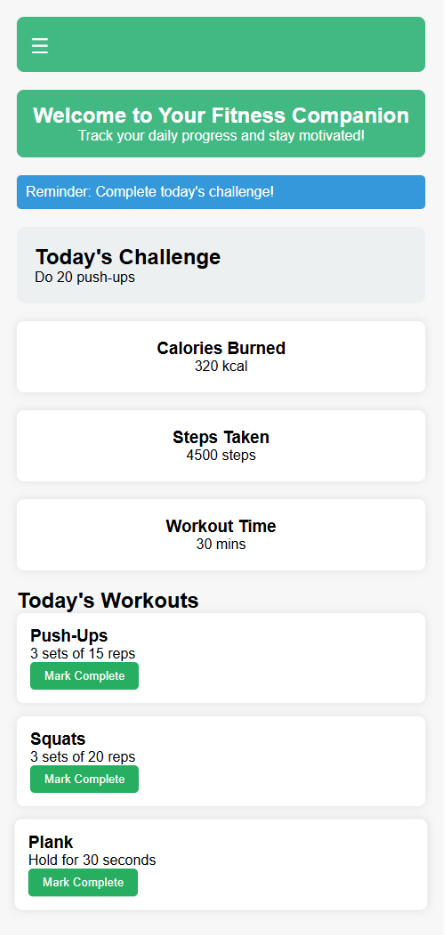 Welcome to Your Fitness Companion
Track your daily progress and stay motivated!
Reminder: Complete today's challenge!
Today's Challenge
Do 20 push-ups
Calories Burned
320 kcal
Steps Taken
4500 steps
Workout Time
30 mins
Today's Workouts
Push-Ups
3 sets of 15 reps
Mark Complete
Squats
3 sets of 20 reps
Mark Complete
Plank
Hold for 30 seconds
Mark Complete